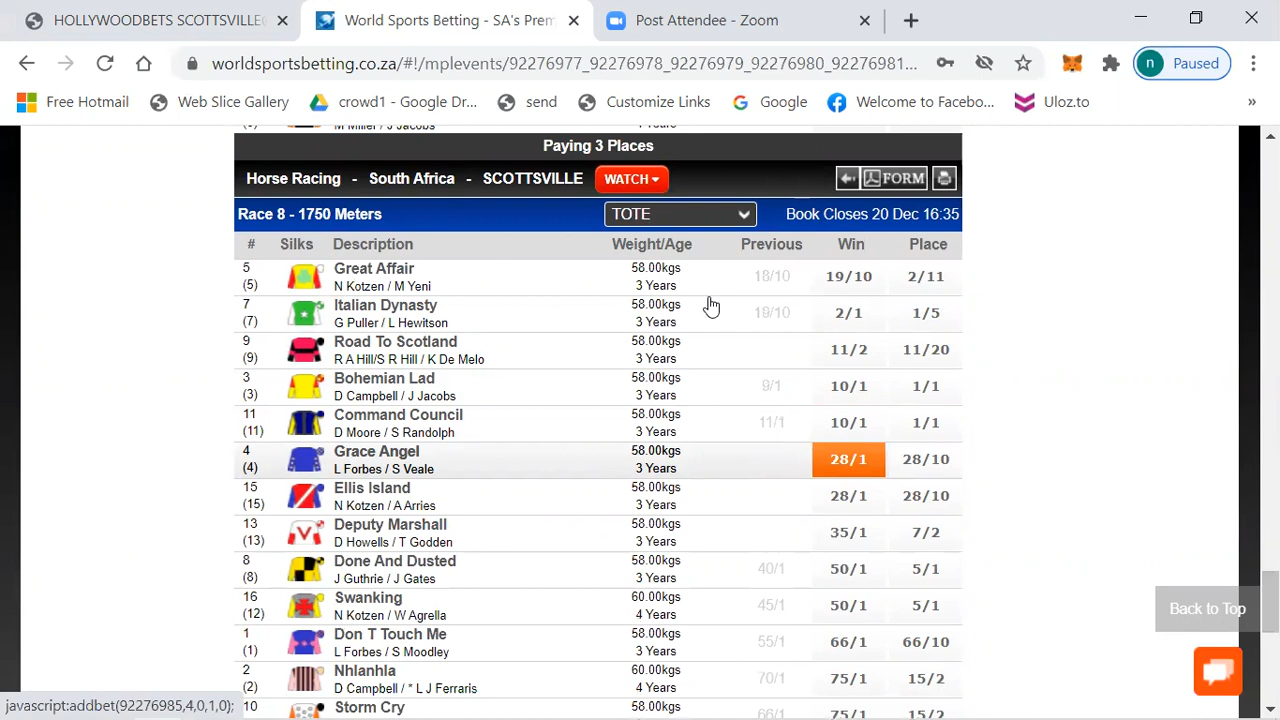 HOLLYWOODBETS SCOTTSVILLE
World Sports Betting - SA's Prem
Post Attendee - Zoom
worldsportsbetting.co.za/#!/mplevents/92276977_92276978_92276979_92276980_92276981...
n Paused
Free Hotmail
Web Slice Gallery
crowd1 - Google Dr...
send
Customize Links
Google
Welcome to Facebo...
Uloz.to
»
M Miller / J Jacobs
4 Years
Paying 3 Places
Horse Racing - South Africa - SCOTTSVILLE WATCH FORM
Race 8 - 1750 Meters TOTE Book Closes 20 Dec 16:35
# Silks Description Weight/Age Previous Win Place
5 Great Affair 58.00kgs 18/10 19/10 2/11
(5) N Kotzen / M Yeni 3 Years
7 Italian Dynasty 58.00kgs 19/10 2/1 1/5
(7) G Puller / L Hewitson 3 Years
9 Road To Scotland 58.00kgs 11/2 11/20
(9) R A Hill/S R Hill / K De Melo 3 Years
3 Bohemian Lad 58.00kgs 9/1 10/1 1/1
(3) D Campbell / J Jacobs 3 Years
11 Command Council 58.00kgs 11/1 10/1 1/1
(11) D Moore / S Randolph 3 Years
4 Grace Angel 58.00kgs 28/1 28/10
(4) L Forbes / S Veale 3 Years
15 Ellis Island 58.00kgs 28/1 28/10
(15) N Kotzen / A Arries 3 Years
13 Deputy Marshall 58.00kgs 35/1 7/2
(13) D Howells / T Godden 3 Years
8 Done And Dusted 58.00kgs 40/1 50/1 5/1
(8) J Guthrie / J Gates 3 Years
16 Swanking 60.00kgs 45/1 50/1 5/1
(12) N Kotzen / W Agrella 4 Years
1 Don T Touch Me 58.00kgs 55/1 66/1 66/10
(1) L Forbes / S Moodley 3 Years
2 Nhlanhla 60.00kgs 70/1 75/1 15/2
(2) D Campbell / * L J Ferraris 4 Years
10 Storm Cry 58.00kgs 66/1 75/1 15/2
Back to Top
javascript:addbet(92276985,4,0,1,0);